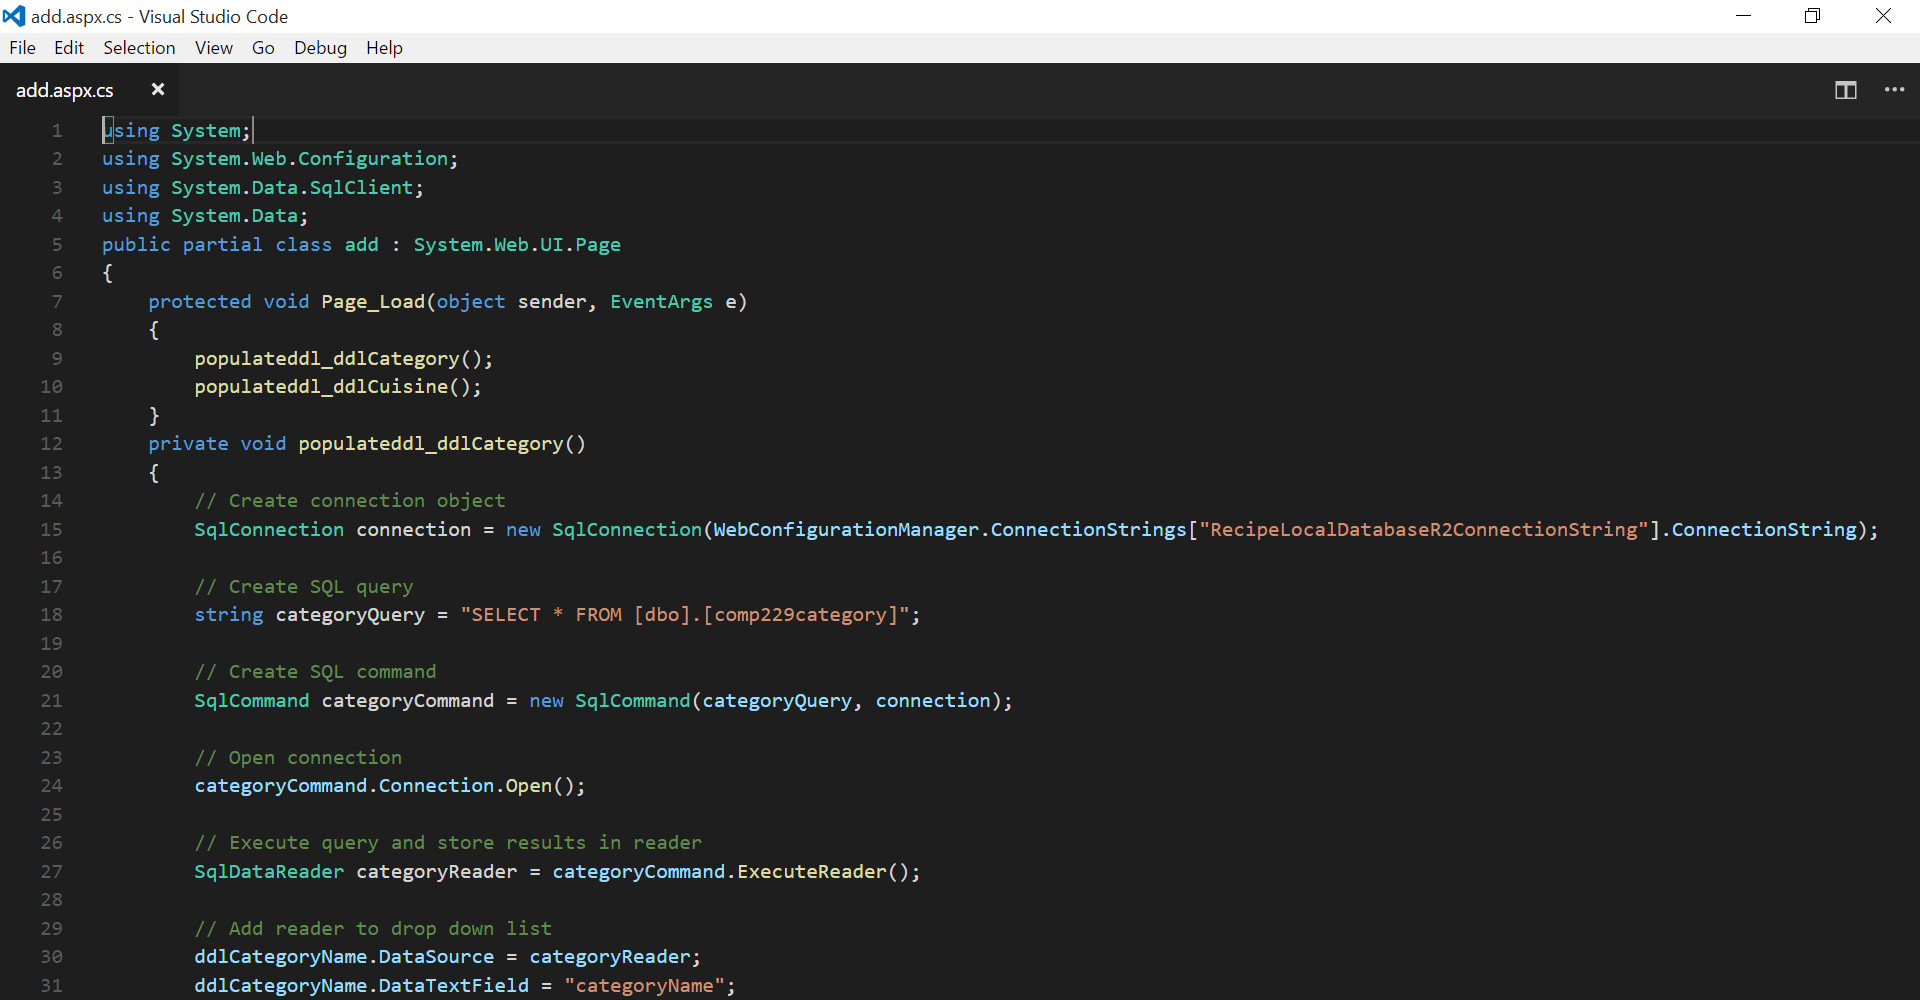 add.aspx.cs - Visual Studio Code
File Edit Selection View Go Debug Help
add.aspx.cs
1 using System;
2 using System.Web.Configuration;
3 using System.Data.SqlClient;
4 using System.Data;
5 public partial class add : System.Web.UI.Page
6 {
7     protected void Page_Load(object sender, EventArgs e)
8     {
9         populateddl_ddlCategory();
10         populateddl_ddlCuisine();
11     }
12     private void populateddl_ddlCategory()
13     {
14         // Create connection object
15         SqlConnection connection = new SqlConnection(WebConfigurationManager.ConnectionStrings["RecipeLocalDatabaseR2ConnectionString"].ConnectionString);
16
17         // Create SQL query
18         string categoryQuery = "SELECT * FROM [dbo].[comp229category]";
19
20         // Create SQL command
21         SqlCommand categoryCommand = new SqlCommand(categoryQuery, connection);
22
23         // Open connection
24         categoryCommand.Connection.Open();
25
26         // Execute query and store results in reader
27         SqlDataReader categoryReader = categoryCommand.ExecuteReader();
28
29         // Add reader to drop down list
30         ddlCategoryName.DataSource = categoryReader;
31         ddlCategoryName.DataTextField = "categoryName";